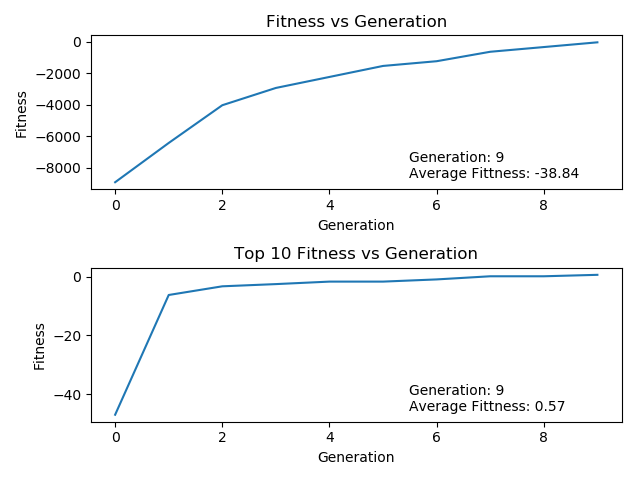 Fitness vs Generation
0
−2000
−4000
−6000
−8000
Fitness
Generation: 9
Average Fittness: -38.84
0 2 4 6 8
Generation
Top 10 Fitness vs Generation
0
−20
−40
Fitness
Generation: 9
Average Fittness: 0.57
0 2 4 6 8
Generation